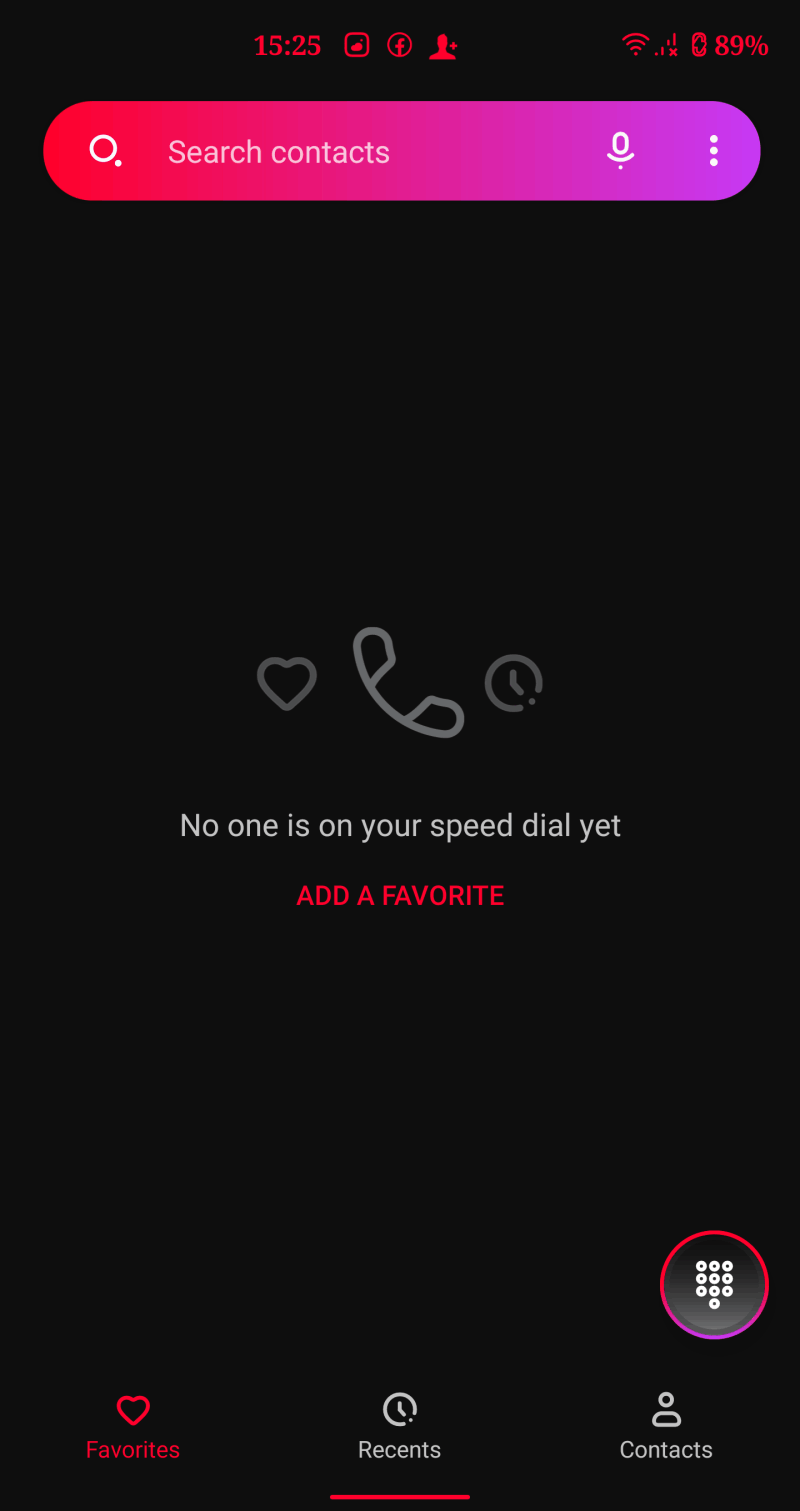 15:25
89%
Search contacts
No one is on your speed dial yet
ADD A FAVORITE
Favorites
Recents
Contacts